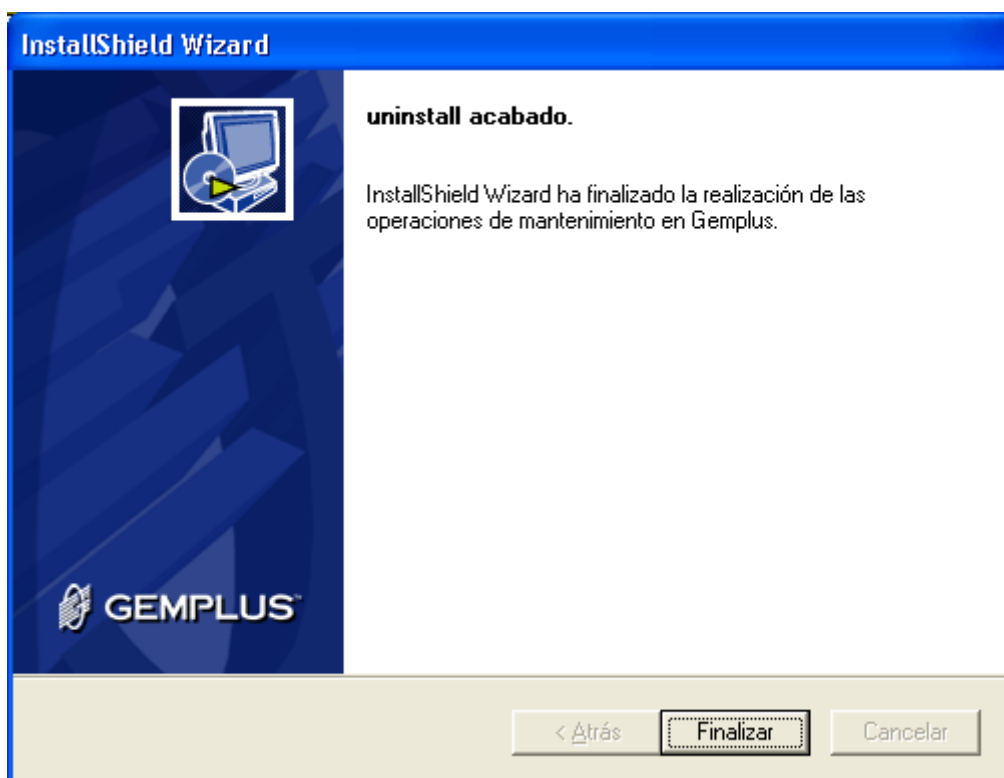 InstallShield Wizard
uninstall acabado.
InstallShield Wizard ha finalizado la realización de las
operaciones de mantenimiento en Gemplus.
GEMPLUS™
< Atrás
Finalizar
Cancelar